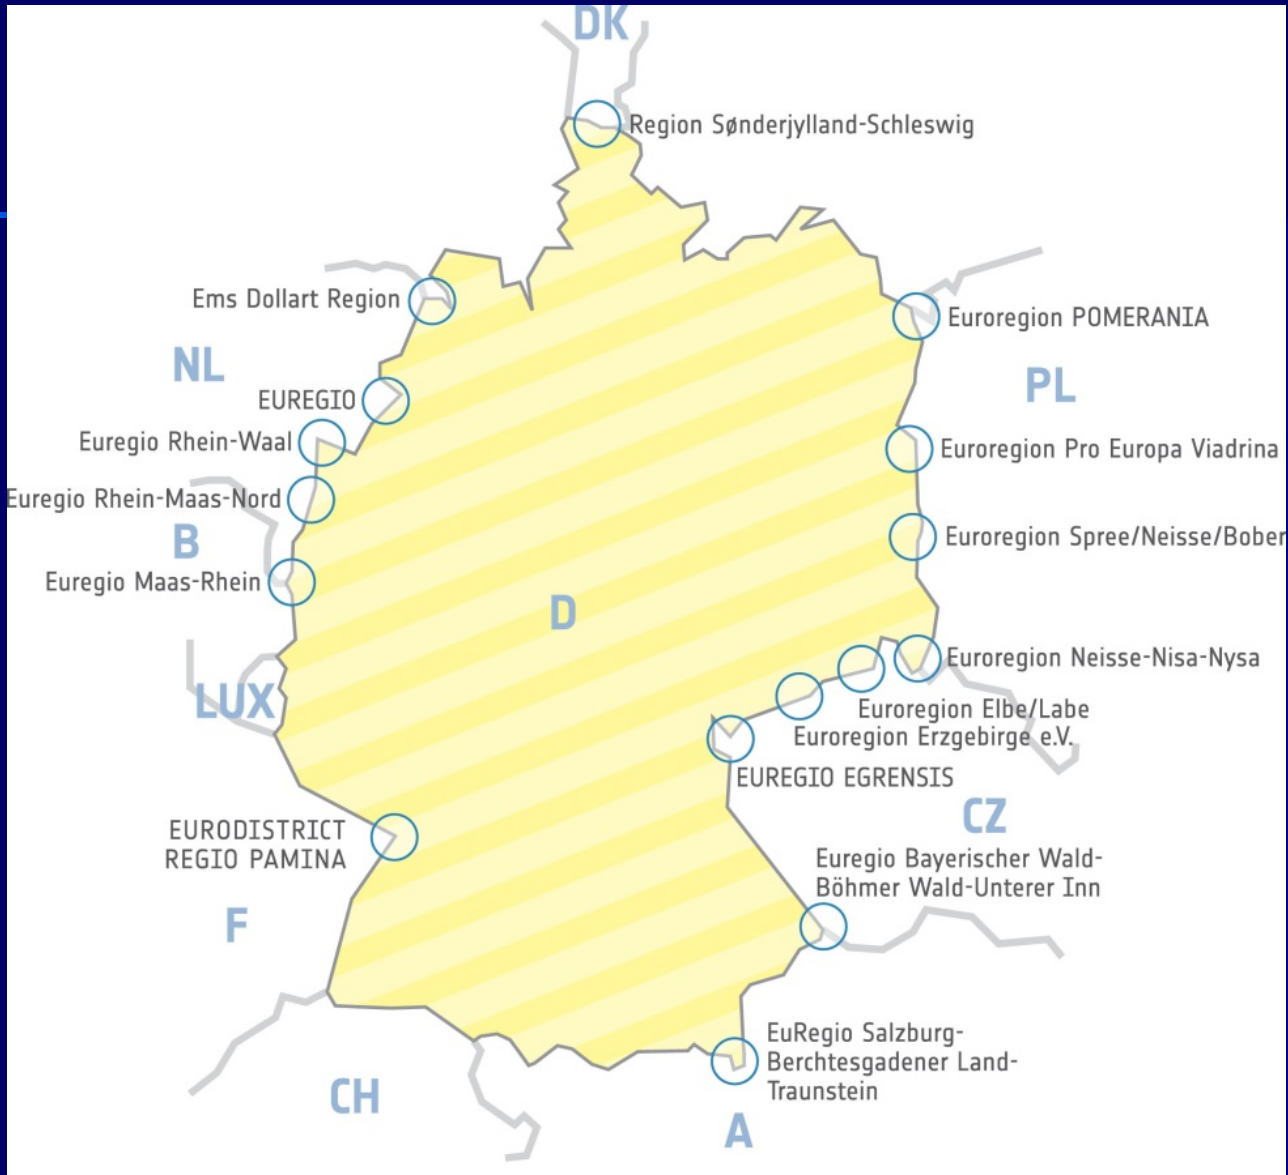 DK
Region Sønderjylland-Schleswig
Ems Dollart Region
Euroregion POMERANIA
NL
PL
EUREGIO
Euregio Rhein-Waal
Euroregion Pro Europa Viadrina
Euregio Rhein-Maas-Nord
B
Euroregion Spree/Neisse/Bober
Euregio Maas-Rhein
D
Euroregion Neisse-Nisa-Nysa
LUX
Euroregion Elbe/Labe
Euroregion Erzgebirge e.V.
EUREGIO EGRENSIS
CZ
EURODISTRICT
REGIO PAMINA
Euregio Bayerischer Wald-
Böhmer Wald-Unterer Inn
F
EuRegio Salzburg-
Berchtesgadener Land-
Traunstein
CH
A